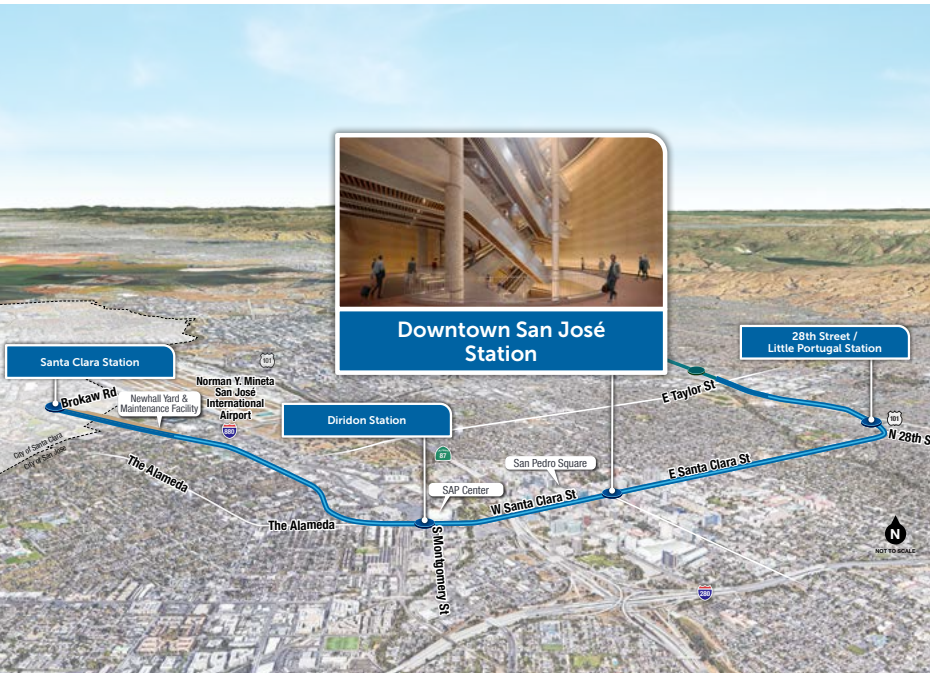 Downtown San José
Station
28th Street /
Little Portugal Station
Santa Clara Station
101
Norman Y. Mineta
San José
International
Airport
E Taylor St
Brokaw Rd
Newhall Yard &
Maintenance Facility
Diridon Station
101
880
N 28th S
City of Santa Clara
City of San Jose
87
San Pedro Square
E Santa Clara St
The Alameda
SAP Center
W Santa Clara St
The Alameda
S Montgomery St
N
NOT TO SCALE
280